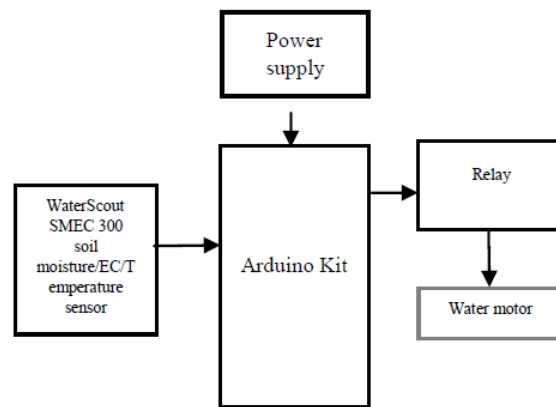 Power
supply
WaterScout
SMEC 300
soil
moisture/EC/T
emperature
sensor
Arduino Kit
Relay
Water motor